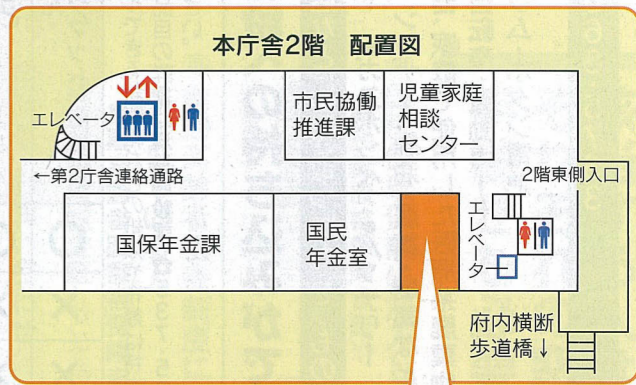 本庁舎2階 配置図
エレベータ
市民協働
推進課
児童家庭
相談
センター
←第2庁舎連絡通路
2階東側入口
国保年金課
国民
年金室
エレベータ
府内横断
歩道橋↓